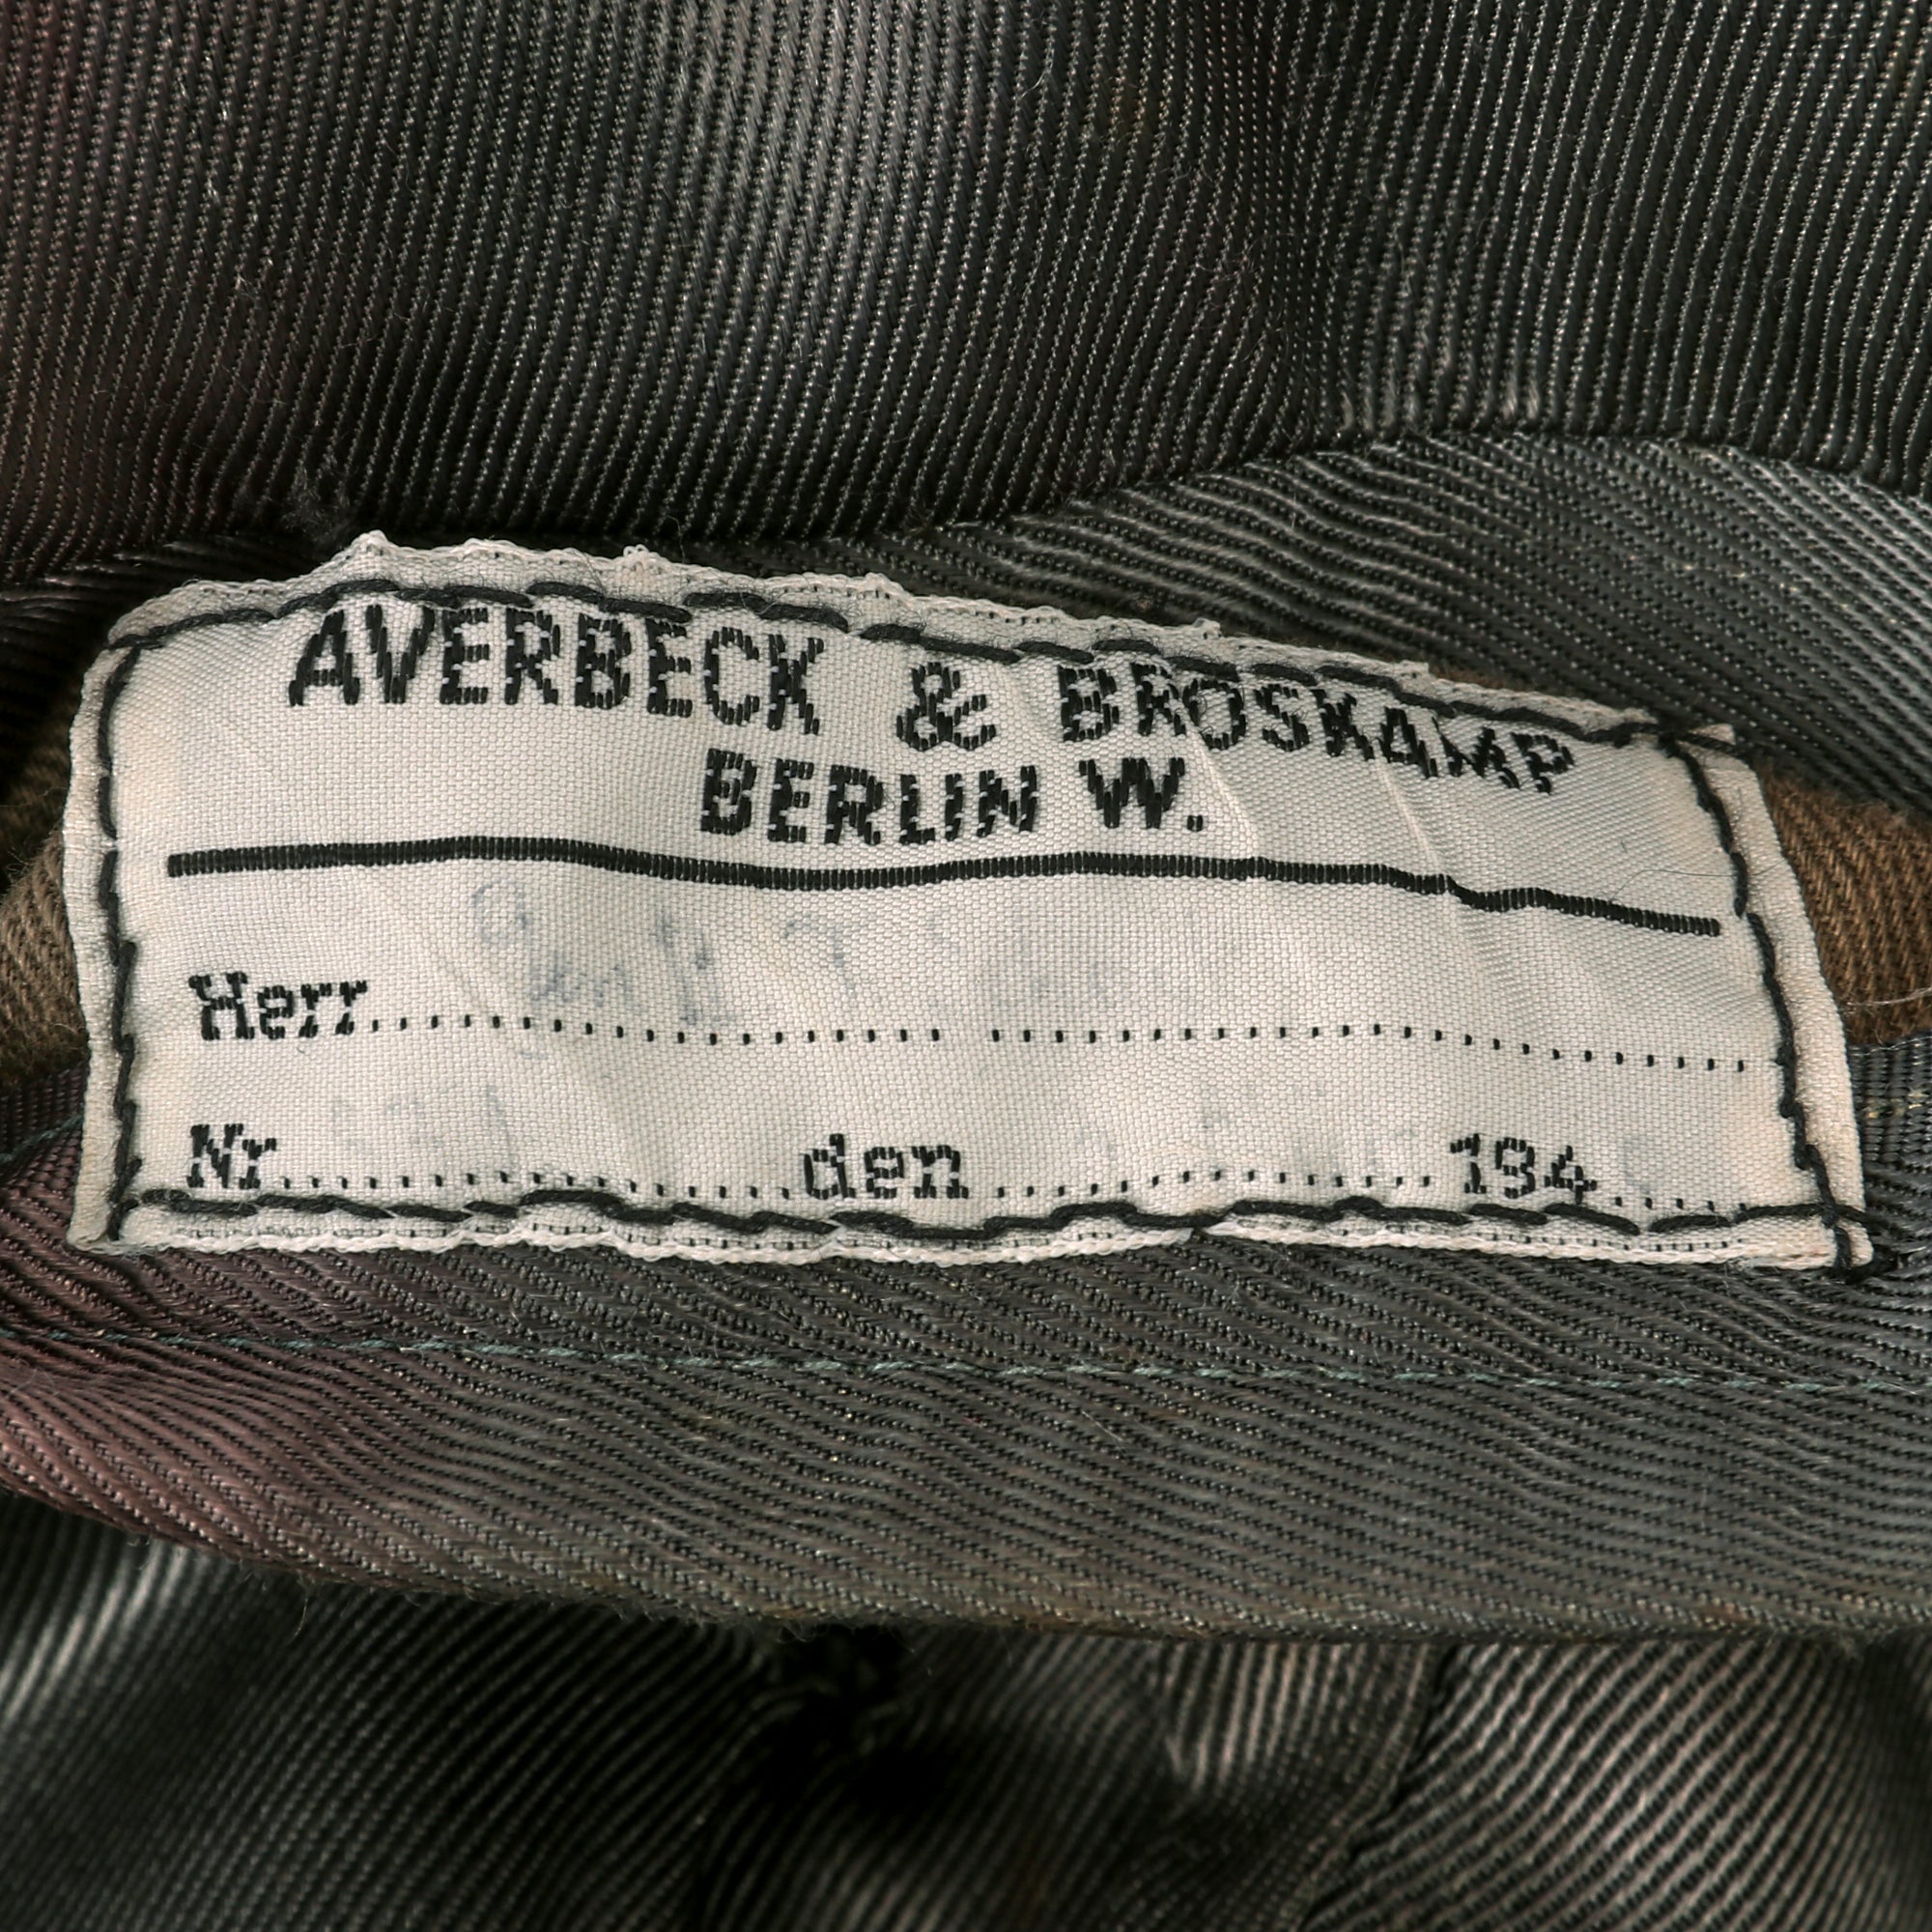 AVERBECK & BROSKAMP
BERLIN W.
Herr
Nr. den 194